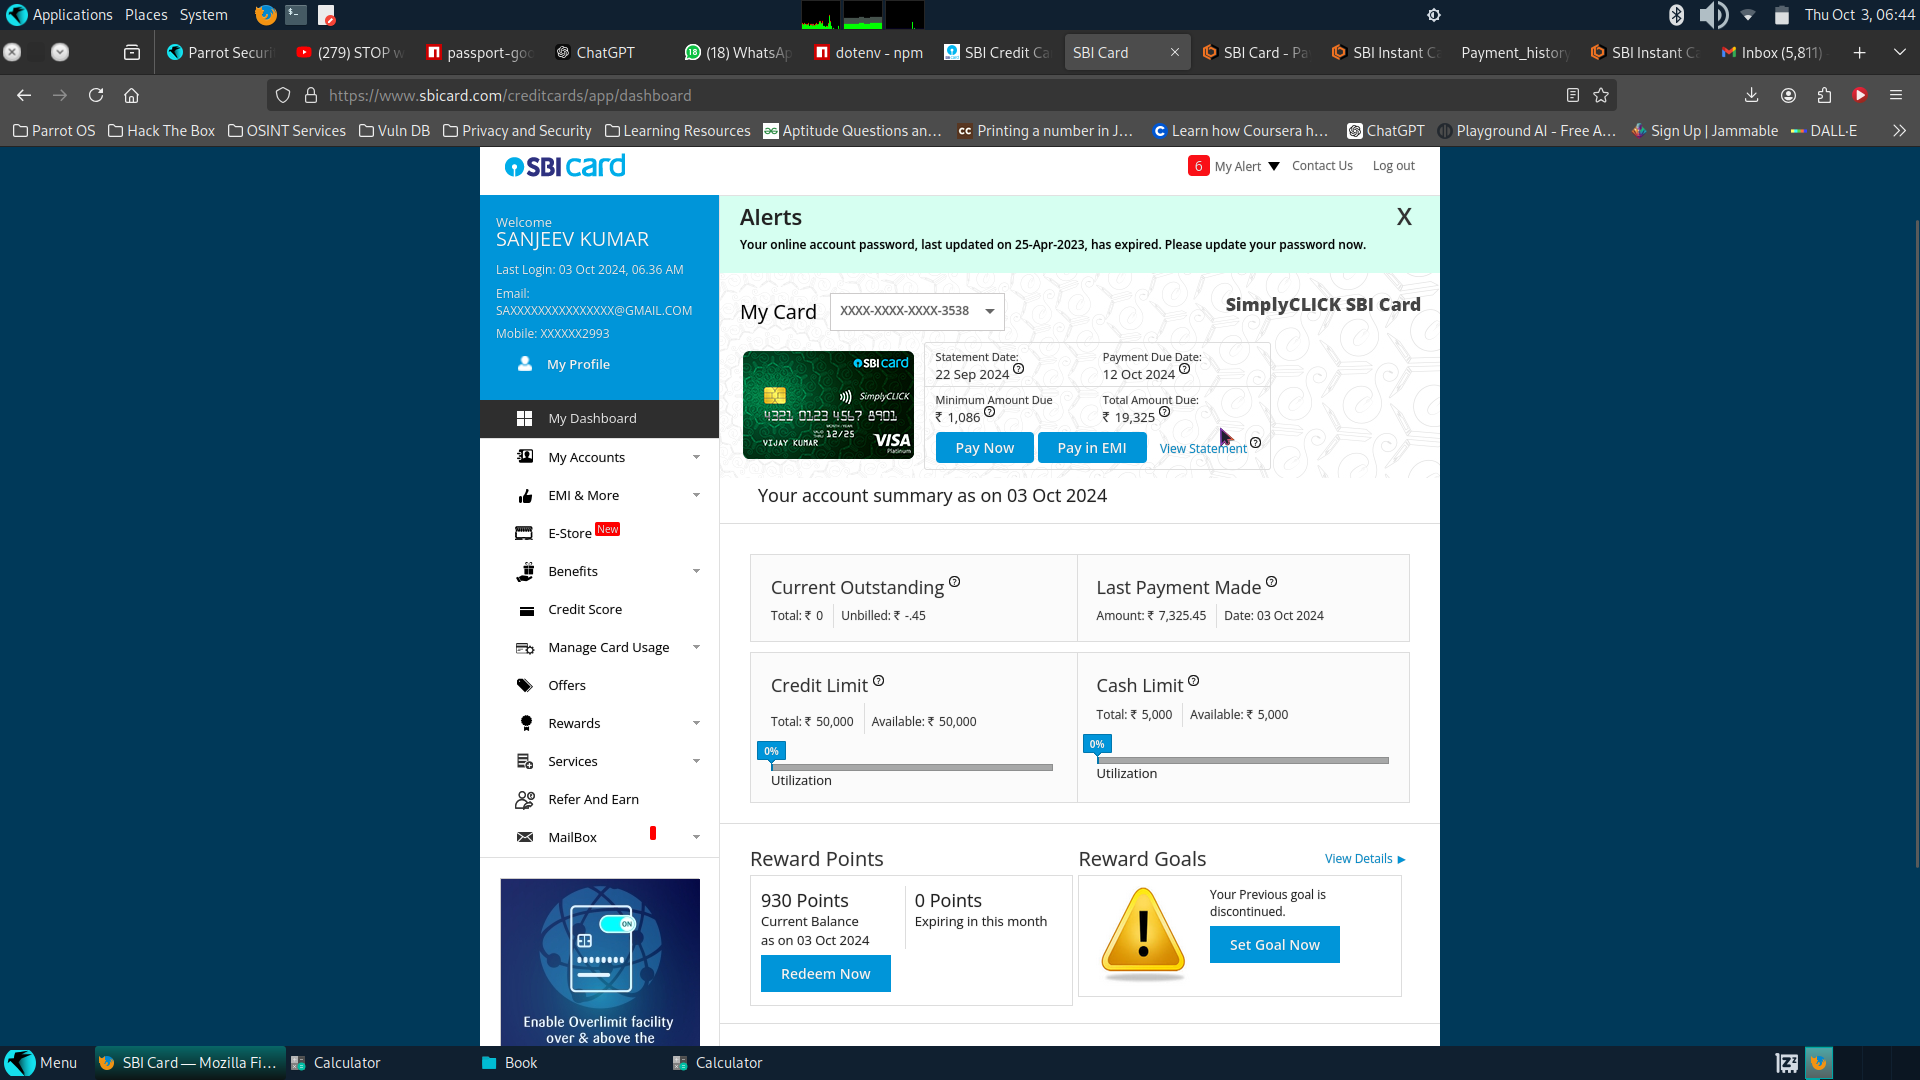 Applications Places System
Thu Oct 3, 06:44
Parrot Securi
(279) STOP w
passport-goo
ChatGPT
(18) WhatsAp
dotenv - npm
SBI Credit Ca
SBI Card
SBI Card - Pa
SBI Instant Ca
Payment_history
SBI Instant Ca
Inbox (5,811)
https://www.sbicard.com/creditcards/app/dashboard
Parrot OS
Hack The Box
OSINT Services
Vuln DB
Privacy and Security
Learning Resources
Aptitude Questions an...
Printing a number in J...
Learn how Coursera h...
ChatGPT
Playground AI - Free A...
Sign Up | Jammable
DALL·E
SBI card
6 My Alert
Contact Us
Log out
Welcome
SANJEEV KUMAR
Last Login: 03 Oct 2024, 06.36 AM
Email:
SAXXXXXXXXXXXXXXX@GMAIL.COM
Mobile: XXXXXX2993
My Profile
My Dashboard
My Accounts
EMI & More
E-Store New
Benefits
Credit Score
Manage Card Usage
Offers
Rewards
Services
Refer And Earn
MailBox
ON
Enable Overlimit facility
over & above the
Alerts
X
Your online account password, last updated on 25-Apr-2023, has expired. Please update your password now.
My Card
XXXX-XXXX-XXXX-3538
SimplyCLICK SBI Card
SBI card
SimplyCLICK
4321 0123 4567 8901
12/25
VIJAY KUMAR
VISA
Platinum
Statement Date:
22 Sep 2024
Payment Due Date:
12 Oct 2024
Minimum Amount Due
₹ 1,086
Total Amount Due:
₹ 19,325
Pay Now
Pay in EMI
View Statement
Your account summary as on 03 Oct 2024
Current Outstanding
Total: ₹ 0
Unbilled: ₹ -.45
Last Payment Made
Amount: ₹ 7,325.45
Date: 03 Oct 2024
Credit Limit
Total: ₹ 50,000
Available: ₹ 50,000
0%
Utilization
Cash Limit
Total: ₹ 5,000
Available: ₹ 5,000
0%
Utilization
Reward Points
930 Points
Current Balance
as on 03 Oct 2024
Redeem Now
0 Points
Expiring in this month
Reward Goals
View Details
Your Previous goal is
discontinued.
Set Goal Now
Menu
SBI Card — Mozilla Fi...
Calculator
Book
Calculator